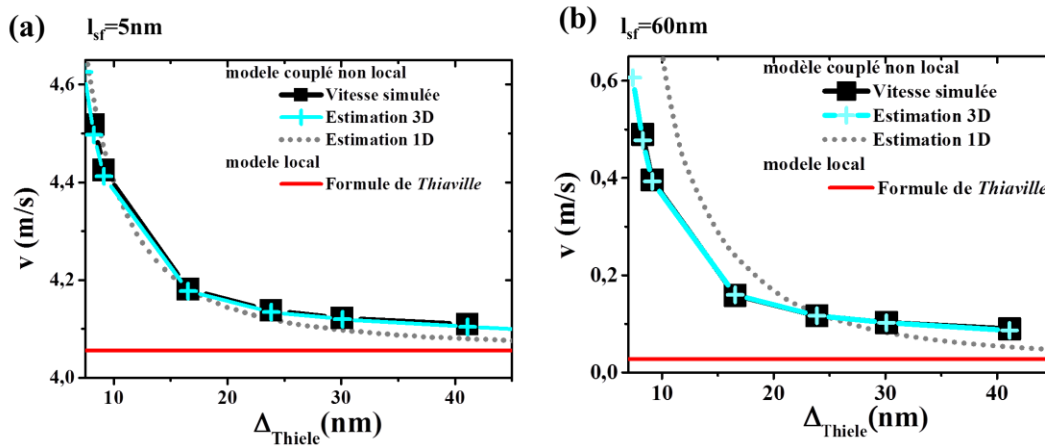 (a)
l_sf=5nm
modele couplé non local
Vitesse simulée
Estimation 3D
Estimation 1D
modele local
Formule de Thiaville
4,6
4,4
4,2
4,0
v (m/s)
10 20 30 40
Δ_Thiele(nm)
(b)
l_sf=60nm
modèle couplé non local
Vitesse simulée
Estimation 3D
Estimation 1D
modele local
Formule de Thiaville
0,6
0,4
0,2
0,0
v (m/s)
10 20 30 40
Δ_Thiele(nm)